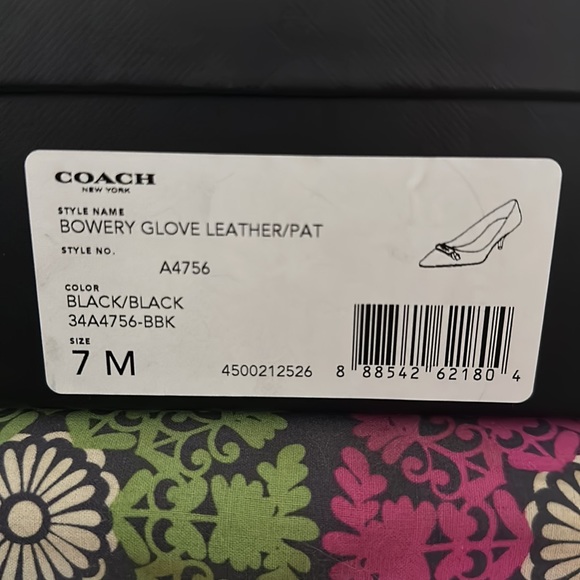 COACH
NEW YORK
STYLE NAME
BOWERY GLOVE LEATHER/PAT
STYLE NO.
A4756
COLOR
BLACK/BLACK
34A4756-BBK
SIZE
7 M
4500212526
8 88542 62180 4